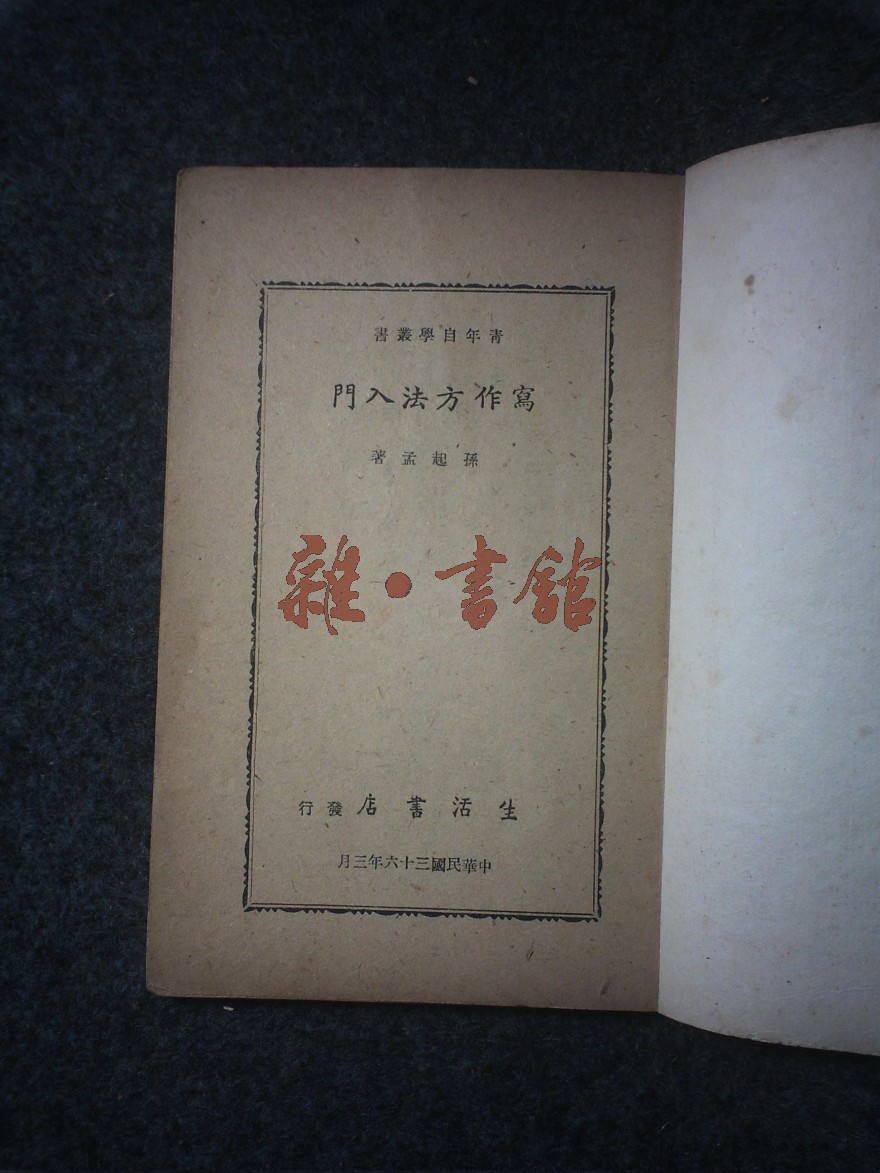 青年自學叢書
寫作方法入門
孫起孟著
雜·書館
生活書店發行
中華民國三十六年三月